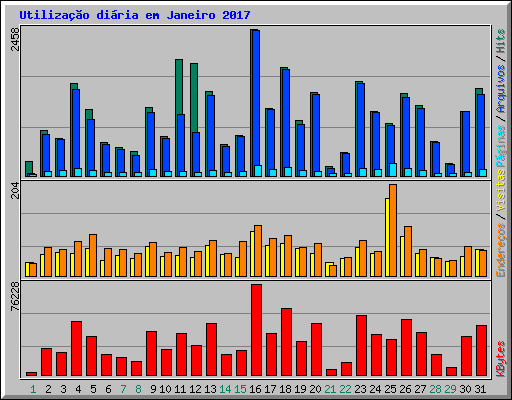 Utilização diária em Janeiro 2017
2458
204
76228
Endereços / Visitas Páginas / Arquivos / Hits
KBytes
1 2 3 4 5 6 7 8 9 10 11 12 13 14 15 16 17 18 19 20 21 22 23 24 25 26 27 28 29 30 31